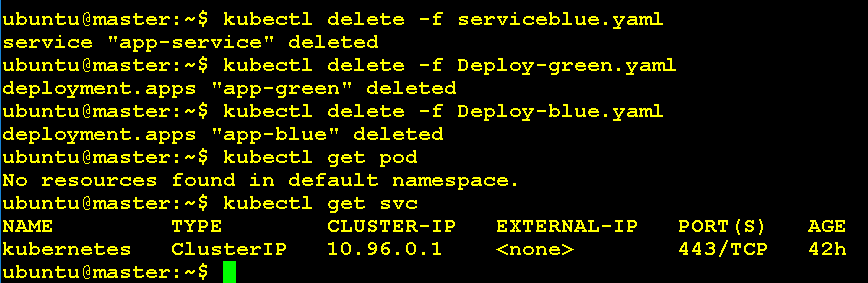 ubuntu@master:~$ kubectl delete -f serviceblue.yaml
service "app-service" deleted
ubuntu@master:~$ kubectl delete -f Deploy-green.yaml
deployment.apps "app-green" deleted
ubuntu@master:~$ kubectl delete -f Deploy-blue.yaml
deployment.apps "app-blue" deleted
ubuntu@master:~$ kubectl get pod
No resources found in default namespace.
ubuntu@master:~$ kubectl get svc
NAME TYPE CLUSTER-IP EXTERNAL-IP PORT(S) AGE
kubernetes ClusterIP 10.96.0.1 <none> 443/TCP 42h
ubuntu@master:~$